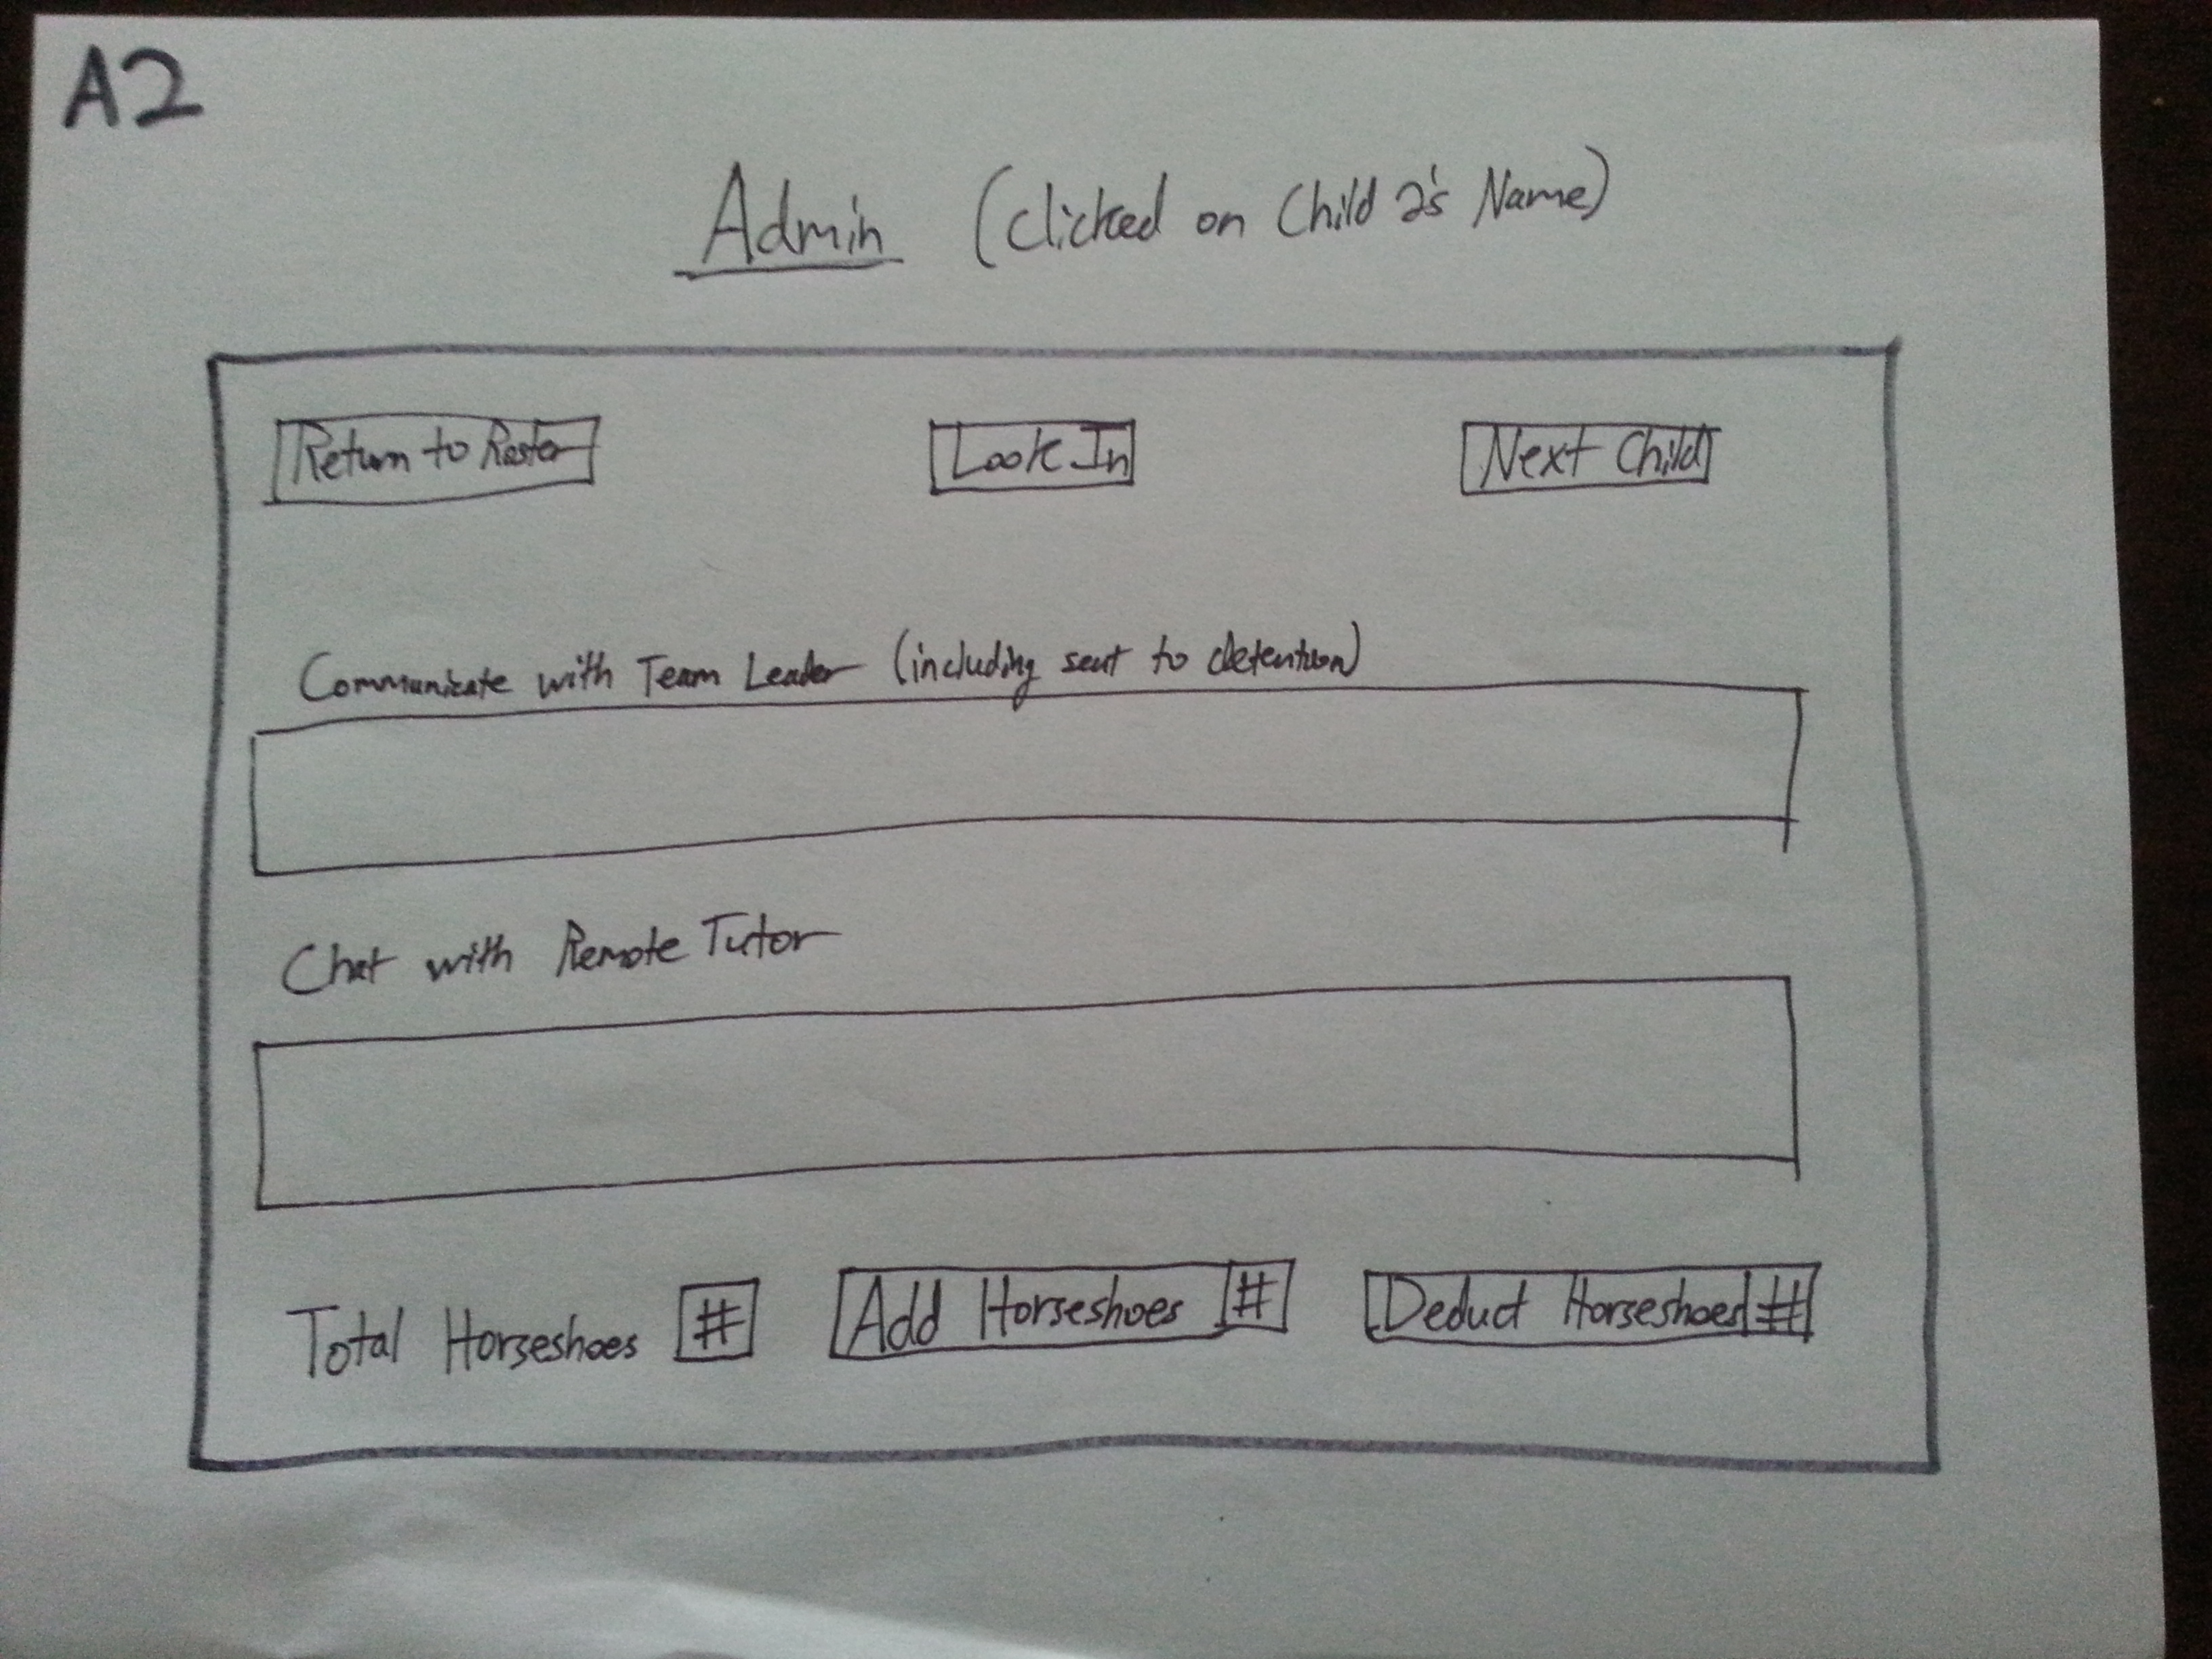 A2
Admin (Clicked on Child 2's Name)
Return to Roster Look In Next Child
Communicate with Team Leader (including sent to detention)
Chat with Remote Tutor
Total Horseshoes # Add Horseshoes # Deduct Horseshoes #